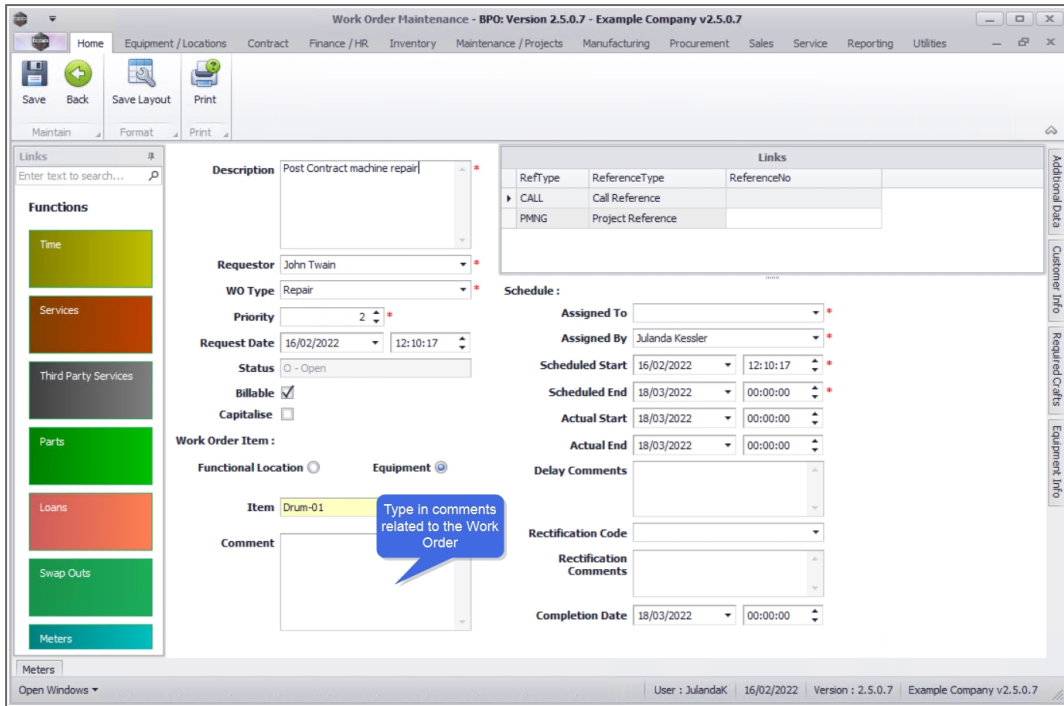 Work Order Maintenance - BPO: Version 2.5.0.7 - Example Company v2.5.0.7
Home Equipment / Locations Contract Finance / HR Inventory Maintenance / Projects Manufacturing Procurement Sales Service Reporting Utilities
Save Back Save Layout Print
Maintain Format Print
Links
Enter text to search...
Functions
Time
Services
Third Party Services
Parts
Loans
Swap Outs
Meters
Description Post Contract machine repair *
Requestor John Twain *
WO Type Repair *
Priority 2 *
Request Date 16/02/2022 12:10:17
Status O - Open
Billable
Capitalise
Work Order Item :
Functional Location Equipment
Item Drum-01
Comment
Type in comments
related to the Work
Order
Links
RefType ReferenceType ReferenceNo
CALL Call Reference
PMNG Project Reference
Schedule :
Assigned To *
Assigned By Julanda Kessler *
Scheduled Start 16/02/2022 12:10:17 *
Scheduled End 18/03/2022 00:00:00 *
Actual Start 18/03/2022 00:00:00
Actual End 18/03/2022 00:00:00
Delay Comments
Rectification Code
Rectification
Comments
Completion Date 18/03/2022 00:00:00
Additional Data
Customer Info
Required Crafts
Equipment Info
Meters
Open Windows User : JulandaK 16/02/2022 Version : 2.5.0.7 Example Company v2.5.0.7